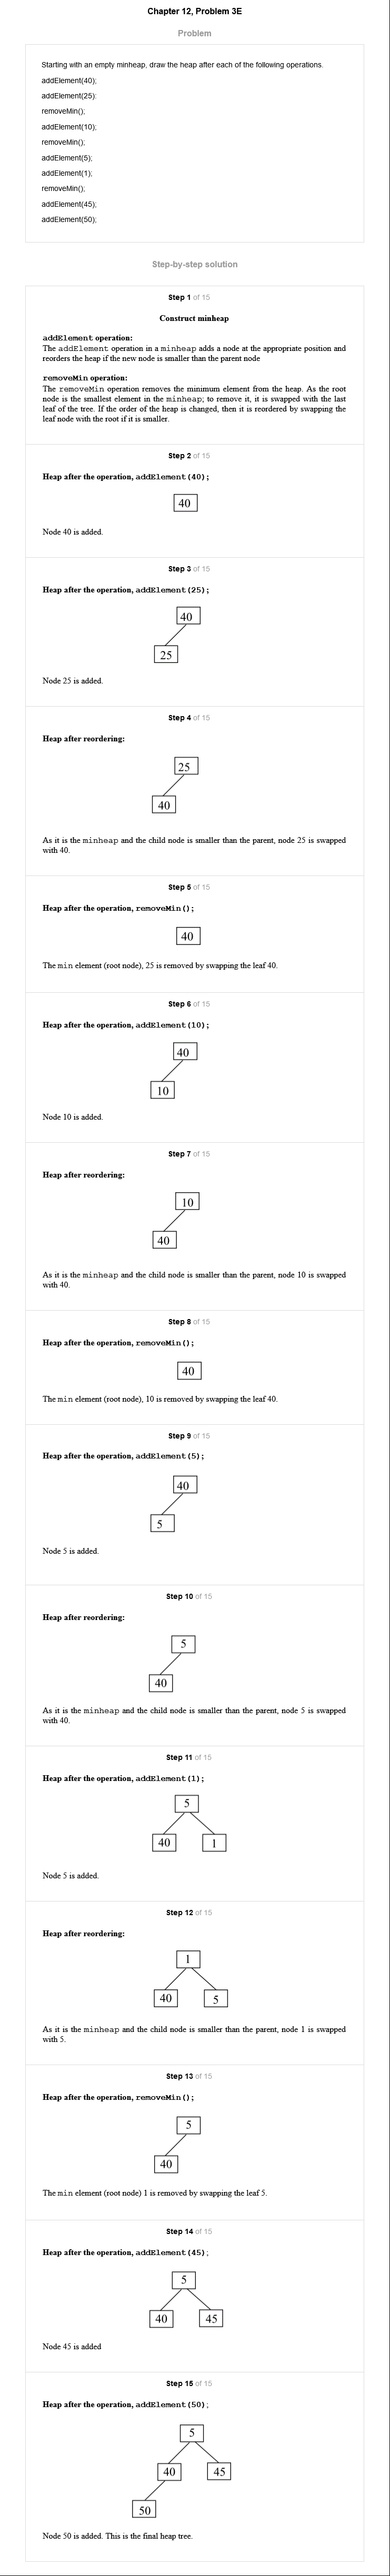 Chapter 12, Problem 3E
Problem
Starting with an empty minheap, draw the heap after each of the following operations.
addElement(40);
addElement(25):
removeMin();
addElement(10);
removeMin();
addElement(5);
addElement(1);
removeMin();
addElement(45);
addElement(50);
Step-by-step solution
Step 1 of 15
Construct minheap
addElement operation:
The addElement operation in a minheap adds a node at the appropriate position and
reorders the heap if the new node is smaller than the parent node
removeMin operation:
The removeMin operation removes the minimum element from the heap. As the root
node is the smallest element in the minheap; to remove it, it is swapped with the last
leaf of the tree. If the order of the heap is changed, then it is reordered by swapping the
leaf node with the root if it is smaller.
Step 2 of 15
Heap after the operation, addElement(40);
40
Node 40 is added.
Step 3 of 15
Heap after the operation, addElement(25);
40
25
Node 25 is added.
Step 4 of 15
Heap after reordering:
25
40
As it is the minheap and the child node is smaller than the parent, node 25 is swapped
with 40.
Step 5 of 15
Heap after the operation, removeMin();
40
The min element (root node), 25 is removed by swapping the leaf 40.
Step 6 of 15
Heap after the operation, addElement(10);
40
10
Node 10 is added.
Step 7 of 15
Heap after reordering:
10
40
As it is the minheap and the child node is smaller than the parent, node 10 is swapped
with 40.
Step 8 of 15
Heap after the operation, removeMin();
40
The min element (root node), 10 is removed by swapping the leaf 40.
Step 9 of 15
Heap after the operation, addElement(5);
40
5
Node 5 is added.
Step 10 of 15
Heap after reordering:
5
40
As it is the minheap and the child node is smaller than the parent, node 5 is swapped
with 40.
Step 11 of 15
Heap after the operation, addElement(1);
5
40 1
Node 5 is added.
Step 12 of 15
Heap after reordering:
1
40 5
As it is the minheap and the child node is smaller than the parent, node 1 is swapped
with 5.
Step 13 of 15
Heap after the operation, removeMin();
5
40
The min element (root node) 1 is removed by swapping the leaf 5.
Step 14 of 15
Heap after the operation, addElement(45);
5
40 45
Node 45 is added
Step 15 of 15
Heap after the operation, addElement(50);
5
40 45
50
Node 50 is added. This is the final heap tree.